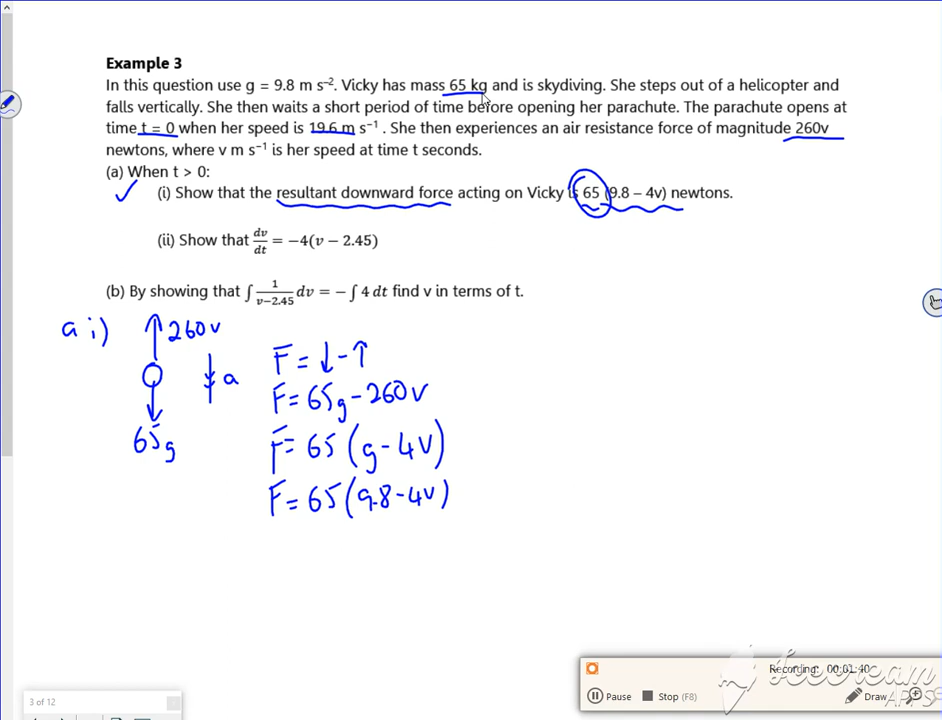 Example 3
In this question use g = 9.8 m s⁻². Vicky has mass 65 kg and is skydiving. She steps out of a helicopter and
falls vertically. She then waits a short period of time before opening her parachute. The parachute opens at
time t = 0 when her speed is 19.6 m s⁻¹ . She then experiences an air resistance force of magnitude 260v
newtons, where v m s⁻¹ is her speed at time t seconds.
(a) When t > 0:
(i) Show that the resultant downward force acting on Vicky is 65 (9.8 – 4v) newtons.
(ii) Show that dv/dt = −4(v − 2.45)
(b) By showing that ∫ 1/(v−2.45) dv = − ∫ 4 dt find v in terms of t.
a i) ↑260v
F = ↓ - ↑
a
F = 65g - 260v
65g
F = 65 (g - 4v)
F = 65 (9.8 - 4v)
Recording: 00:01:40
Pause Stop (F8) Draw
Icecream
APPS
3 of 12